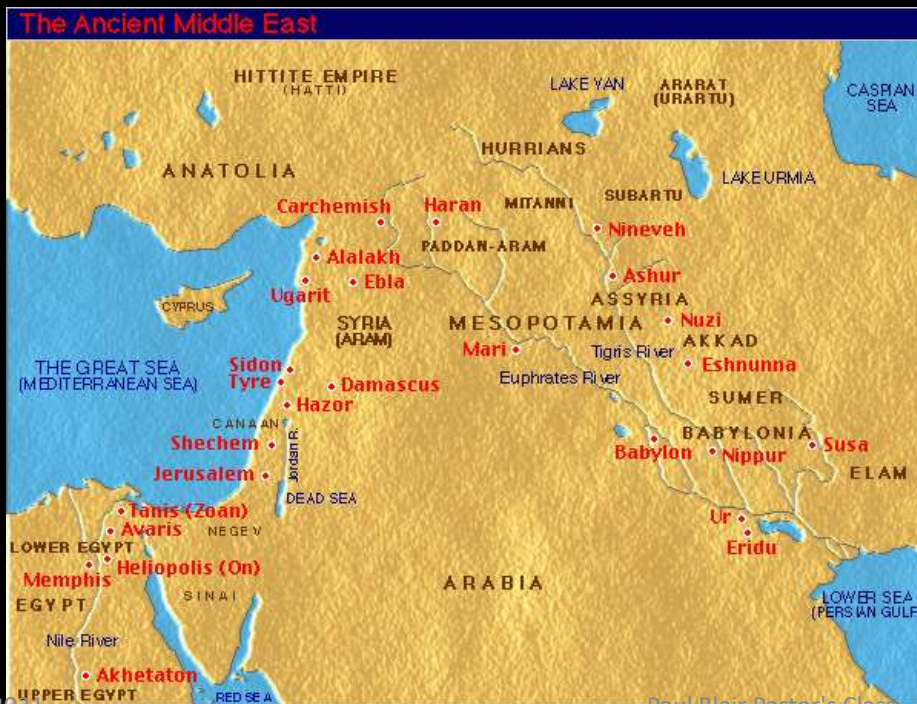 The Ancient Middle East
HITTITE EMPIRE
(HATTI)
LAKE VAN
ARARAT
(URARTU)
CASPIAN
SEA
HURRIANS
ANATOLIA
LAKE URMIA
SUBARTU
MITANNI
Carchemish
Haran
Nineveh
PADDAN-ARAM
Alalakh
Ashur
Ebla
Ugarit
ASSYRIA
CYPRUS
SYRIA
(ARAM)
MESOPOTAMIA
Nuzi
AKKAD
Mari
Tigris River
Eshnunna
THE GREAT SEA
(MEDITERRANEAN SEA)
Sidon
Tyre
Damascus
Euphrates River
Hazor
SUMER
CANAAN
Jordan R.
Shechem
BABYLONIA
Babylon
Nippur
Susa
Jerusalem
ELAM
DEAD SEA
Tanis (Zoan)
Avaris
NEGEV
Ur
LOWER EGYPT
Eridu
Heliopolis (On)
Memphis
ARABIA
SINAI
EGYPT
LOWER SEA
(PERSIAN GULF
Nile River
Akhetaton
UPPER EGYPT
RED SEA
Paul Blair Pastor's Class